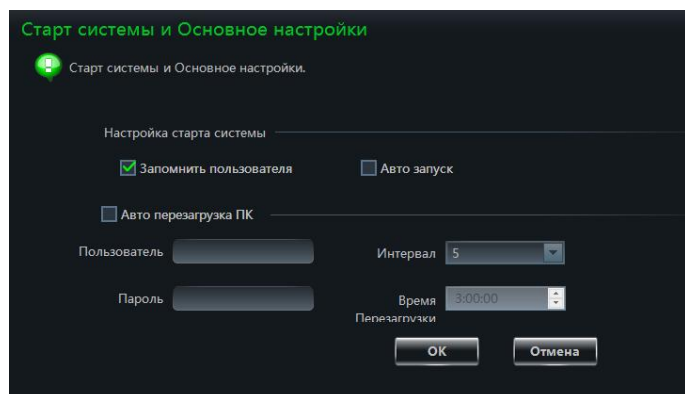 Старт системы и Основное настройки
Старт системы и Основное настройки.
Настройка старта системы
Запомнить пользователя Авто запуск
Авто перезагрузка ПК
Пользователь Интервал 5
Пароль Время 3:00:00
Перезагрузки
OK Отмена